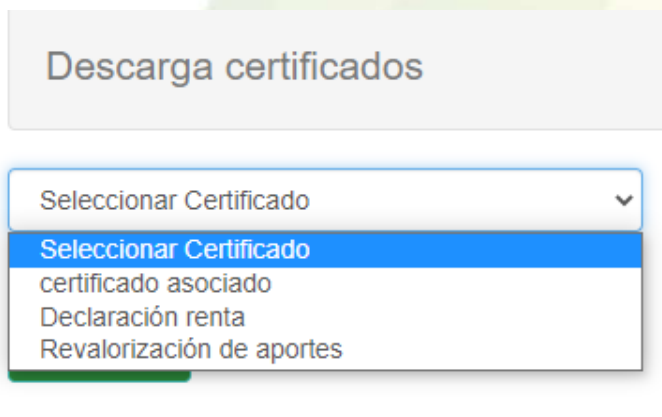 Descarga certificados
Seleccionar Certificado
Seleccionar Certificado
certificado asociado
Declaración renta
Revalorización de aportes